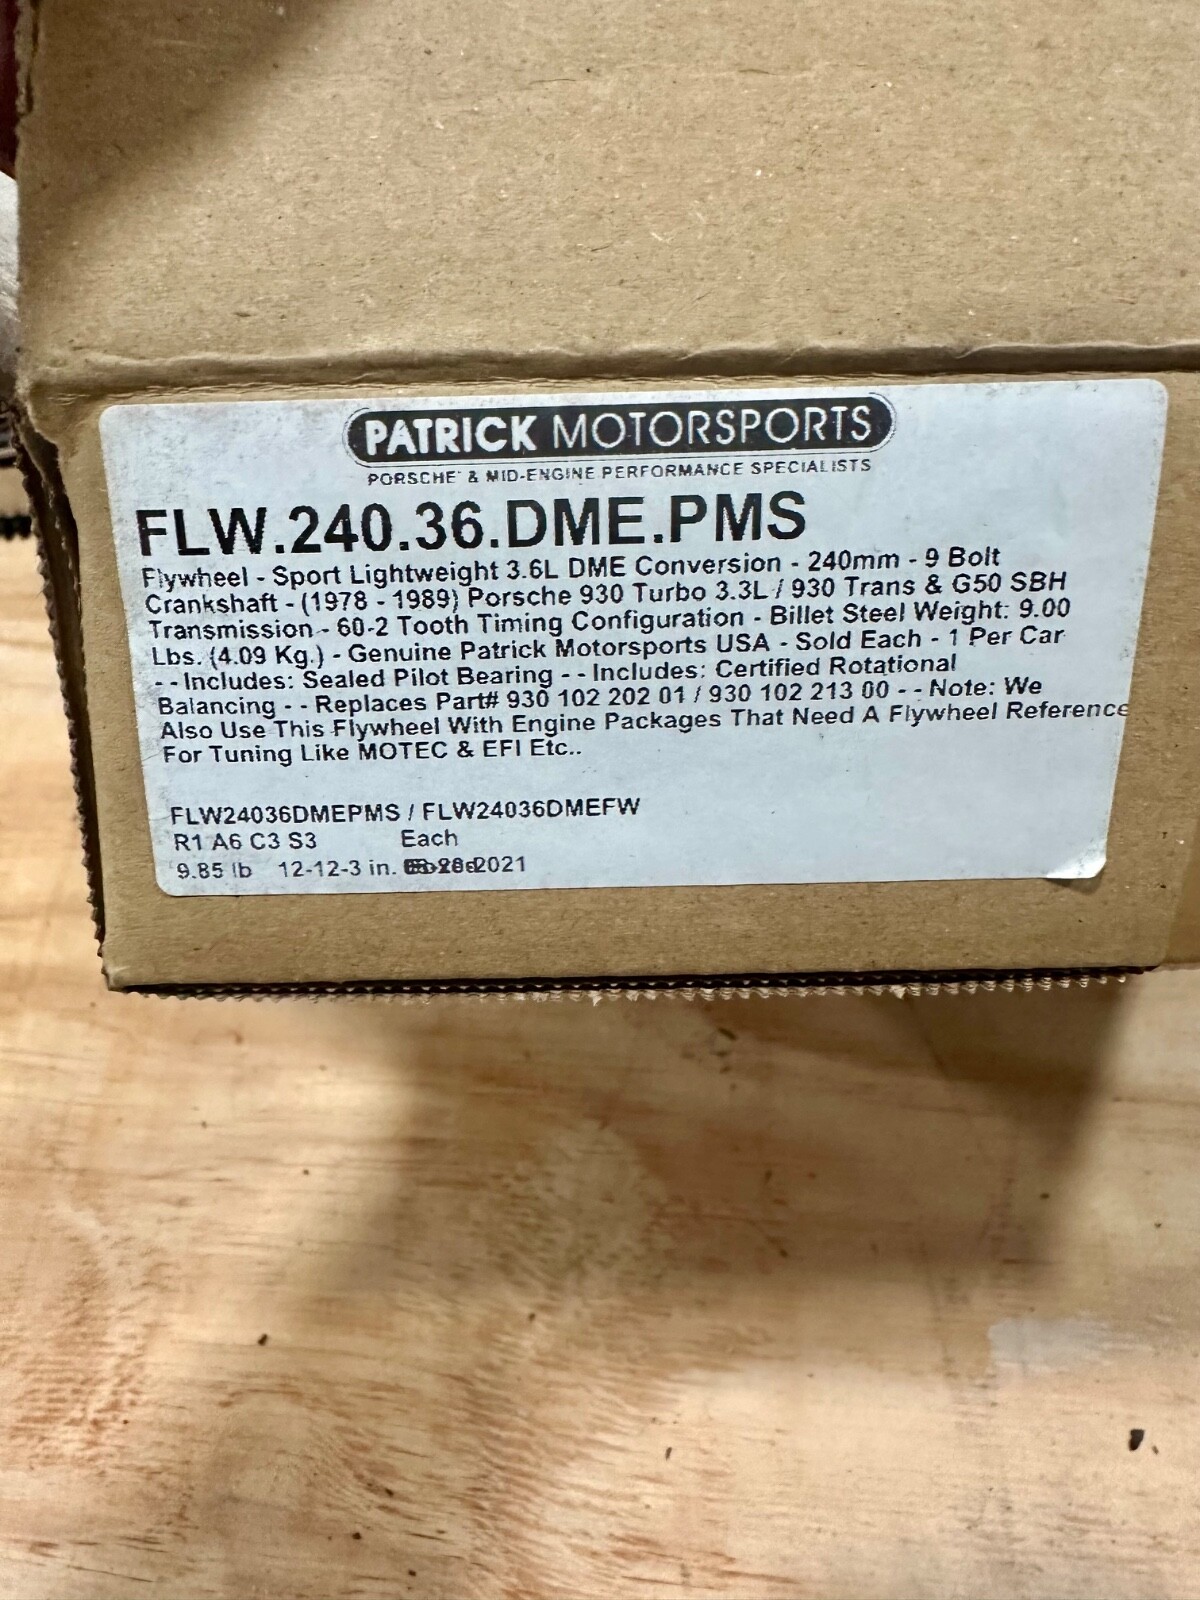 PATRICK MOTORSPORTS
PORSCHE & MID-ENGINE PERFORMANCE SPECIALISTS
FLW.240.36.DME.PMS
Flywheel - Sport Lightweight 3.6L DME Conversion - 240mm - 9 Bolt
Crankshaft - (1978 - 1989) Porsche 930 Turbo 3.3L / 930 Trans & G50 SBH
Transmission - 60-2 Tooth Timing Configuration - Billet Steel Weight: 9.00
Lbs. (4.09 Kg.) - Genuine Patrick Motorsports USA - Sold Each - 1 Per Car
- - Includes: Sealed Pilot Bearing - - Includes: Certified Rotational
Balancing - - Replaces Part# 930 102 202 01 / 930 102 213 00 - - Note: We
Also Use This Flywheel With Engine Packages That Need A Flywheel Reference
For Tuning Like MOTEC & EFI Etc..
FLW24036DMEPMS / FLW24036DMEFW
R1 A6 C3 S3 Each
9.85 lb 12-12-3 in.